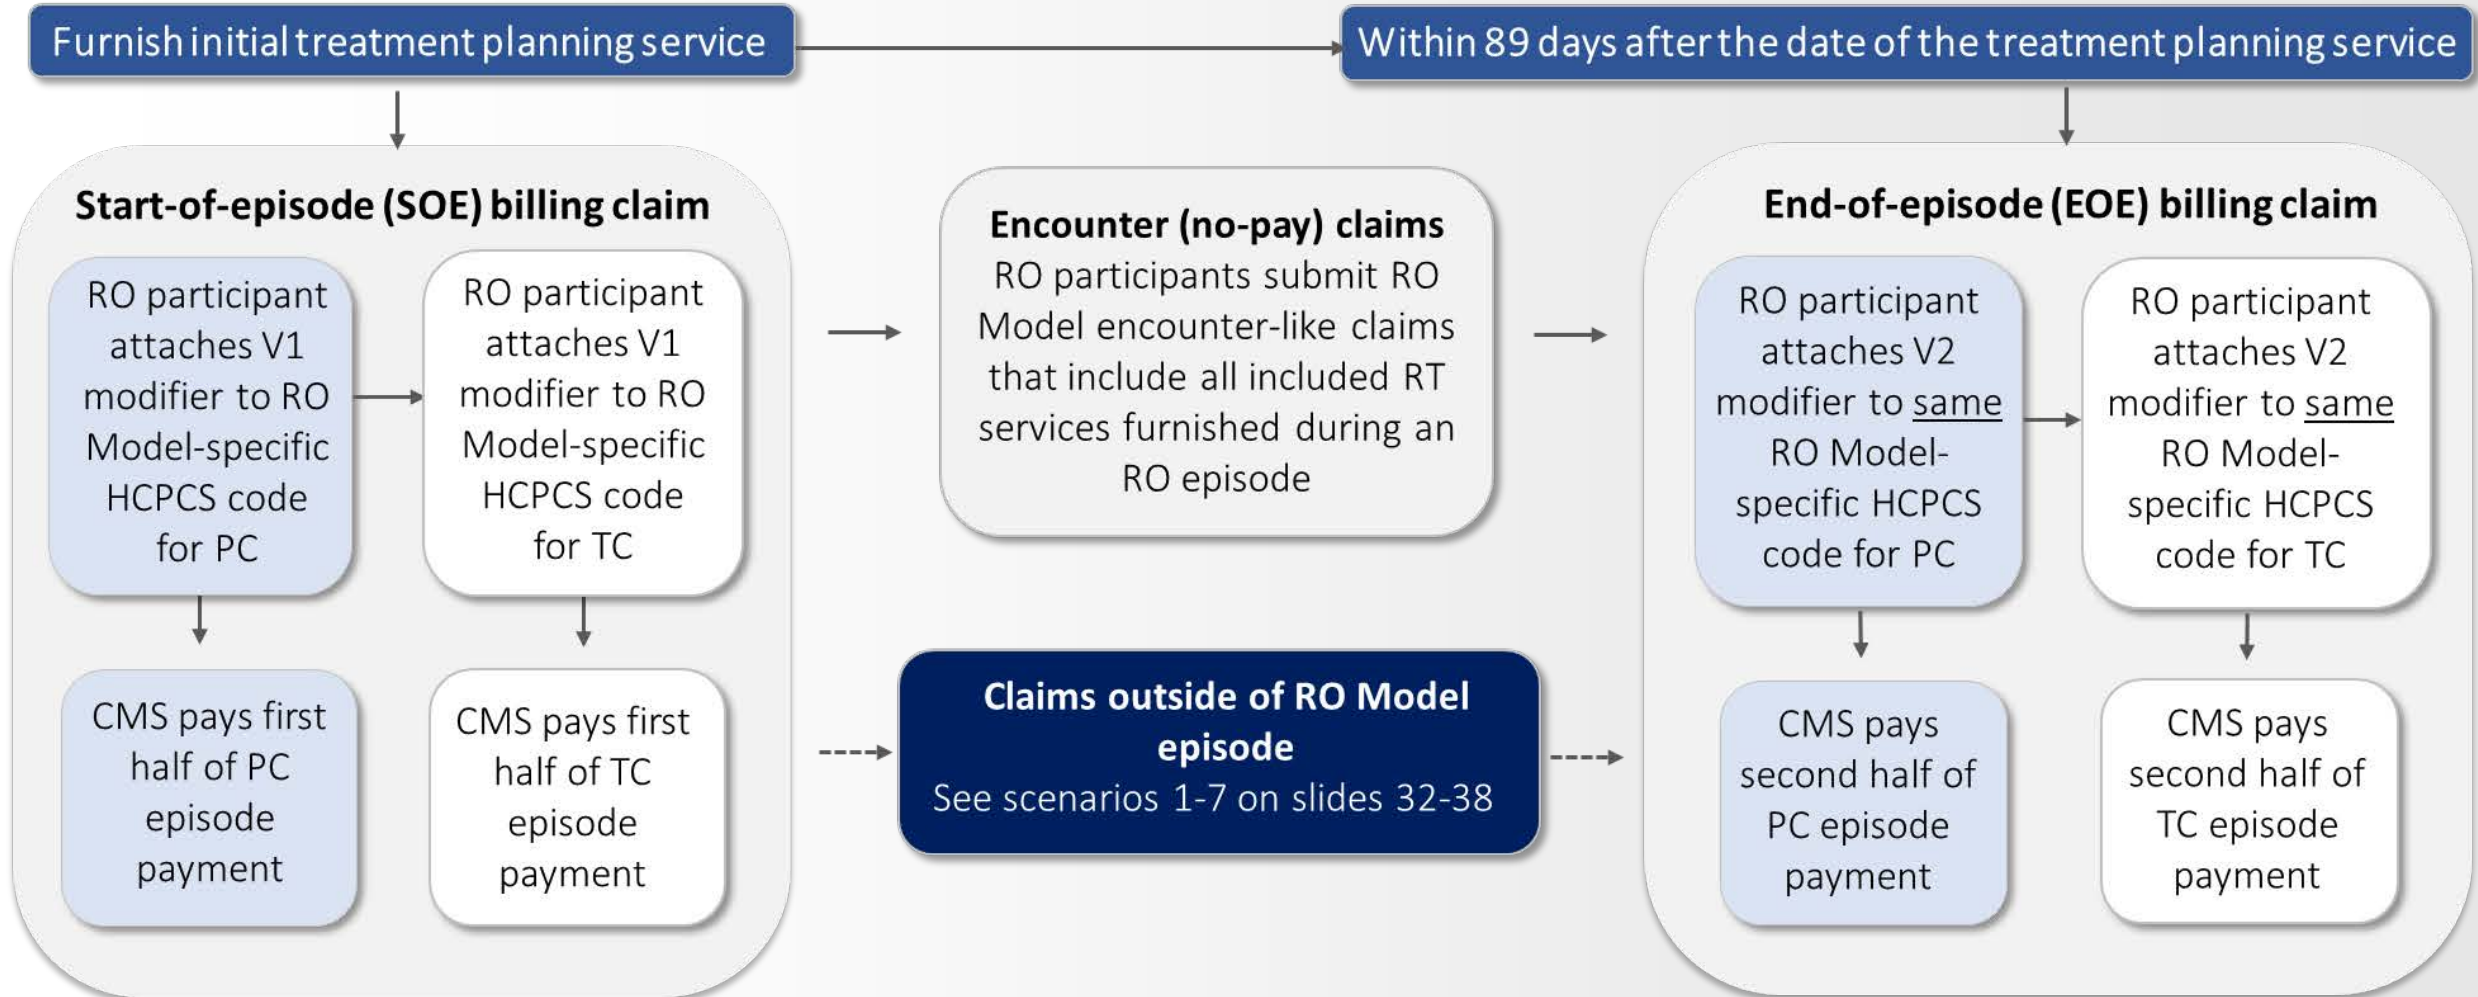 Furnish initial treatment planning service
Within 89 days after the date of the treatment planning service
Start-of-episode (SOE) billing claim
RO participant
attaches V1
modifier to RO
Model-specific
HCPCS code
for PC
RO participant
attaches V1
modifier to RO
Model-specific
HCPCS code
for TC
CMS pays first
half of PC
episode
payment
CMS pays first
half of TC
episode
payment
Encounter (no-pay) claims
RO participants submit RO
Model encounter-like claims
that include all included RT
services furnished during an
RO episode
Claims outside of RO Model
episode
See scenarios 1-7 on slides 32-38
End-of-episode (EOE) billing claim
RO participant
attaches V2
modifier to same
RO Model-
specific HCPCS
code for PC
RO participant
attaches V2
modifier to same
RO Model-
specific HCPCS
code for TC
CMS pays
second half of
PC episode
payment
CMS pays
second half of
TC episode
payment